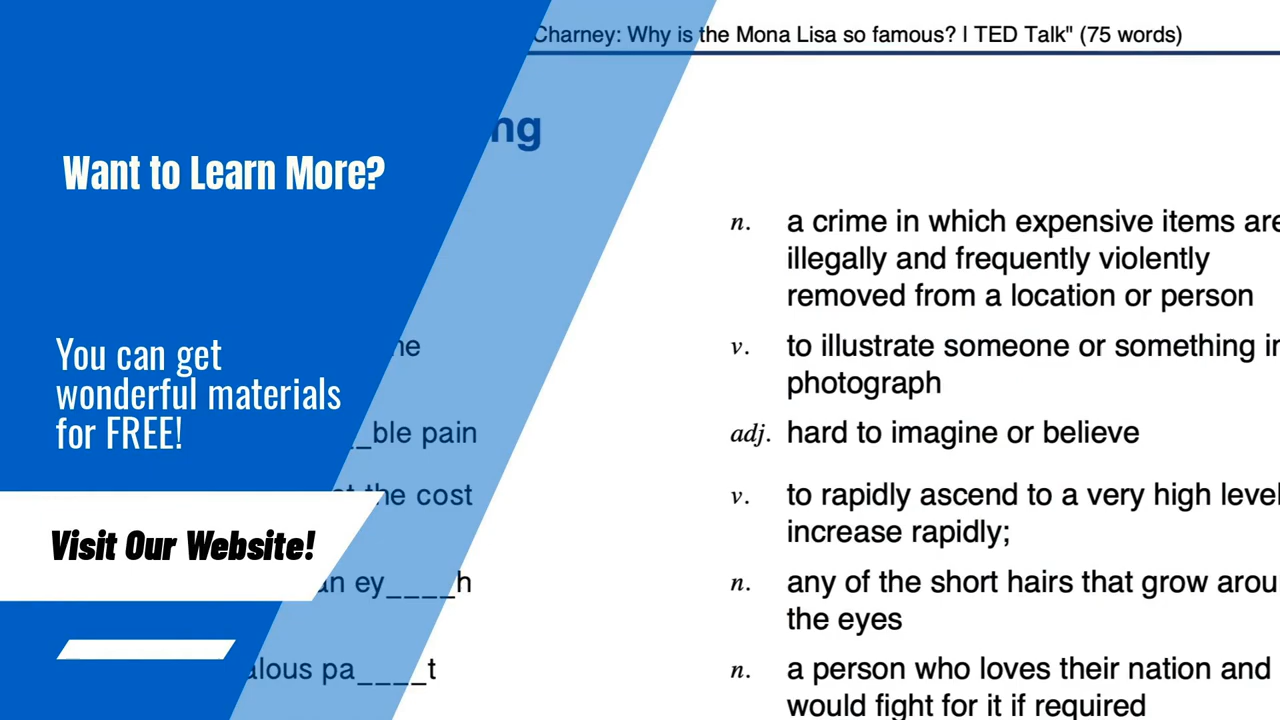 Charney: Why is the Mona Lisa so famous? | TED Talk" (75 words)
ng
Want to Learn More?
You can get
wonderful materials
for FREE!
Visit Our Website!
ne
_ble pain
the cost
an ey____h
alous pa____t
n. a crime in which expensive items are
illegally and frequently violently
removed from a location or person
v. to illustrate someone or something in
photograph
adj. hard to imagine or believe
v. to rapidly ascend to a very high level
increase rapidly;
n. any of the short hairs that grow arou
the eyes
n. a person who loves their nation and
would fight for it if required